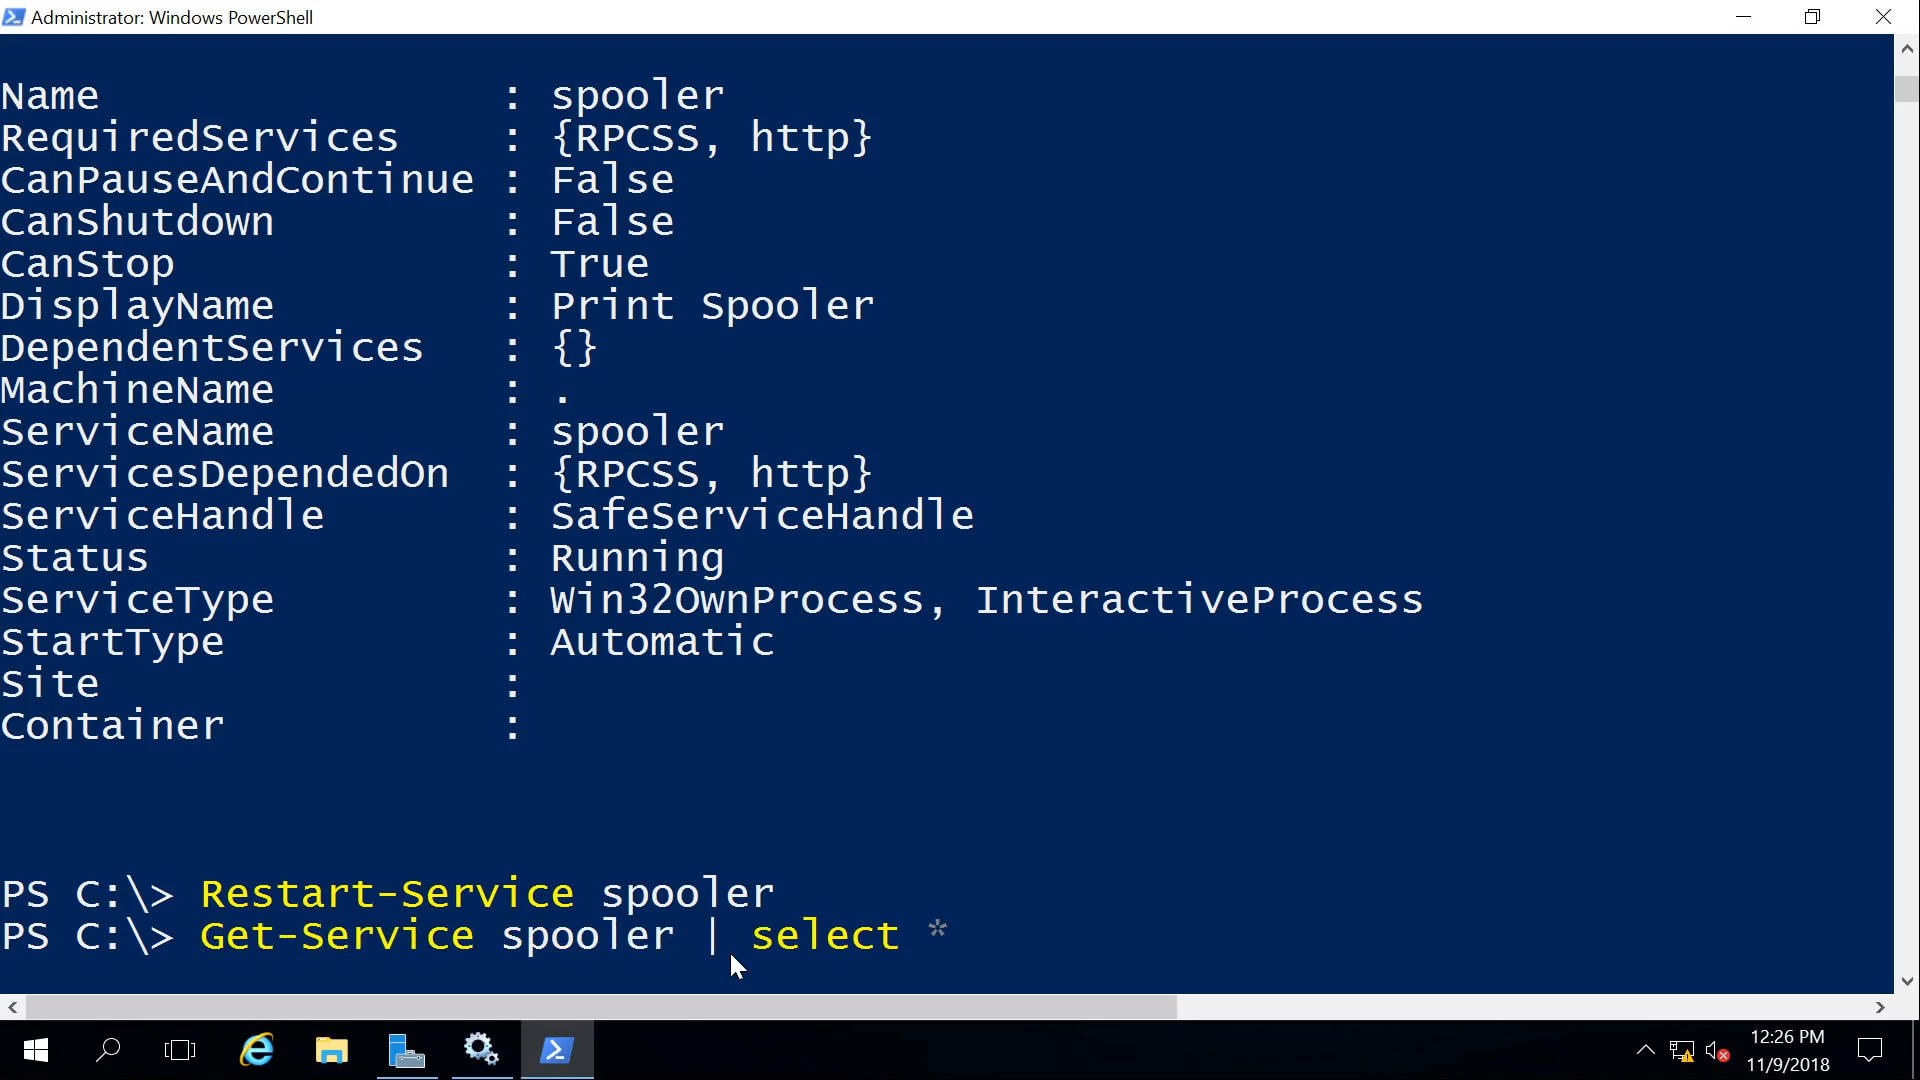 Administrator: Windows PowerShell
Name                 : spooler
RequiredServices     : {RPCSS, http}
CanPauseAndContinue : False
CanShutdown          : False
CanStop              : True
DisplayName          : Print Spooler
DependentServices    : {}
MachineName          : .
ServiceName          : spooler
ServicesDependedOn   : {RPCSS, http}
ServiceHandle        : SafeServiceHandle
Status               : Running
ServiceType          : Win32OwnProcess, InteractiveProcess
StartType            : Automatic
Site                 :
Container            :
PS C:\> Restart-Service spooler
PS C:\> Get-Service spooler | select *
12:26 PM
11/9/2018